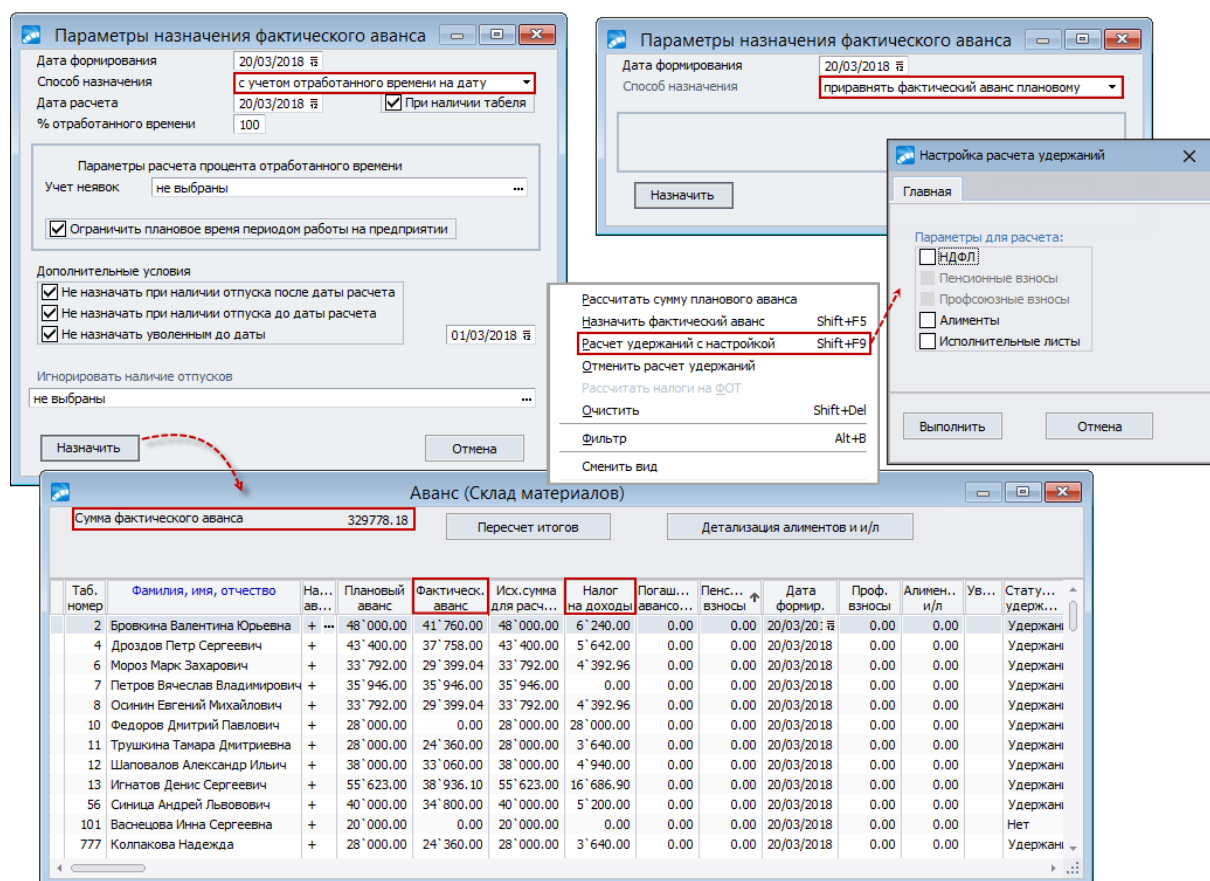 Параметры назначения фактического аванса
Дата формирования 20/03/2018
Способ назначения с учетом отработанного времени на дату
Дата расчета 20/03/2018 При наличии табеля
% отработанного времени 100
Параметры расчета процента отработанного времени
Учет неявок не выбраны ...
Ограничить плановое время периодом работы на предприятии
Дополнительные условия
Не назначать при наличии отпуска после даты расчета
Не назначать при наличии отпуска до даты расчета
Не назначать уволенным до даты 01/03/2018
Игнорировать наличие отпусков
не выбраны ...
Назначить Отмена
Параметры назначения фактического аванса
Дата формирования 20/03/2018
Способ назначения приравнять фактический аванс плановому
Назначить
Рассчитать сумму планового аванса
Назначить фактический аванс Shift+F5
Расчет удержаний с настройкой Shift+F9
Отменить расчет удержаний
Рассчитать налоги на ФОТ
Очистить Shift+Del
Фильтр Alt+B
Сменить вид
Настройка расчета удержаний
Главная
Параметры для расчета:
НДФЛ
Пенсионные взносы
Профсоюзные взносы
Алименты
Исполнительные листы
Выполнить Отмена
Аванс (Склад материалов)
Сумма фактического аванса 329778.18 Пересчет итогов Детализация алиментов и и/л
Таб. Фамилия, имя, отчество На... Плановый Фактическ. Исх.сумма Налог Погаш... Пенс... Дата Проф. Алимен.. Ув... Стату...
номер ав... аванс аванс для расч... на доходы авансо... взносы формир. взносы и/л удерж...
2 Бровкина Валентина Юрьевна + ... 48`000.00 41`760.00 48`000.00 6`240.00 0.00 0.00 20/03/20: 0.00 0.00 Удержан
4 Дроздов Петр Сергеевич + 43`400.00 37`758.00 43`400.00 5`642.00 0.00 0.00 20/03/2018 0.00 0.00 Удержан
6 Мороз Марк Захарович + 33`792.00 29`399.04 33`792.00 4`392.96 0.00 0.00 20/03/2018 0.00 0.00 Удержан
7 Петров Вячеслав Владимирович + 35`946.00 35`946.00 35`946.00 0.00 0.00 0.00 20/03/2018 0.00 0.00 Удержан
8 Осинин Евгений Михайлович + 33`792.00 29`399.04 33`792.00 4`392.96 0.00 0.00 20/03/2018 0.00 0.00 Удержан
10 Федоров Дмитрий Павлович + 28`000.00 0.00 28`000.00 28`000.00 0.00 0.00 20/03/2018 0.00 0.00 Удержан
11 Трушкина Тамара Дмитриевна + 28`000.00 24`360.00 28`000.00 3`640.00 0.00 0.00 20/03/2018 0.00 0.00 Удержан
12 Шаповалов Александр Ильич + 38`000.00 33`060.00 38`000.00 4`940.00 0.00 0.00 20/03/2018 0.00 0.00 Удержан
13 Игнатов Денис Сергеевич + 55`623.00 38`936.10 55`623.00 16`686.90 0.00 0.00 20/03/2018 0.00 0.00 Удержан
56 Синица Андрей Львовович + 40`000.00 34`800.00 40`000.00 5`200.00 0.00 0.00 20/03/2018 0.00 0.00 Удержан
101 Васнецова Инна Сергеевна + 20`000.00 0.00 20`000.00 0.00 0.00 0.00 20/03/2018 0.00 0.00 Нет
777 Колпакова Надежда + 28`000.00 24`360.00 28`000.00 3`640.00 0.00 0.00 20/03/2018 0.00 0.00 Удержан